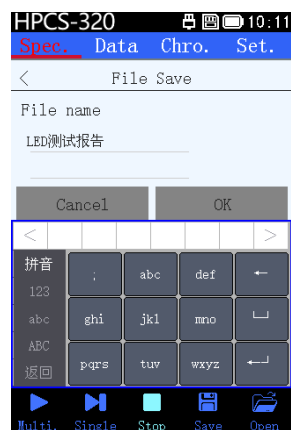 HPCS-320 10:11
Spec. Data Chro. Set.
< File Save
File name
LED测试报告
Cancel OK
< >
拼音 ; abc def ←
123
abc ghi jkl mno
ABC
返回 pqrs tuv wxyz
Multi. Single Stop Save Open